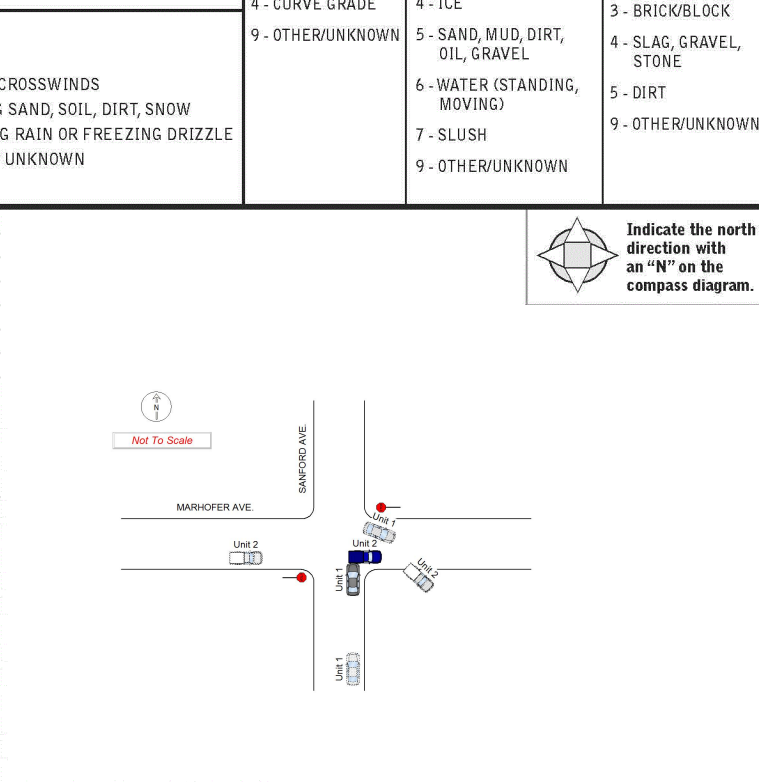 4 - CURVE GRADE
9 - OTHER/UNKNOWN
4 - ICE
5 - SAND, MUD, DIRT,
OIL, GRAVEL
6 - WATER (STANDING,
MOVING)
7 - SLUSH
9 - OTHER/UNKNOWN
3 - BRICK/BLOCK
4 - SLAG, GRAVEL,
STONE
5 - DIRT
9 - OTHER/UNKNOWN
CROSSWINDS
SAND, SOIL, DIRT, SNOW
RAIN OR FREEZING DRIZZLE
UNKNOWN
Indicate the north
direction with
an “N” on the
compass diagram.
N
Not To Scale
SANFORD AVE.
MARHOFER AVE.
Unit 1
Unit 2
Unit 2
Unit 1
Unit 2
Unit 1